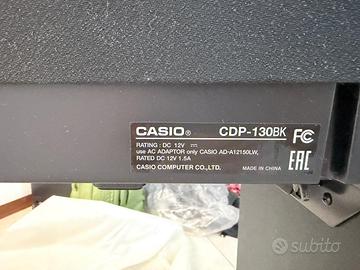 CASIO® CDP-130BK FC
RATING: DC 12V ⎓
use AC ADAPTOR only CASIO AD-A12150LW,
RATED DC 12V 1.5A
CASIO COMPUTER CO.,LTD. MADE IN CHINA
EAC
subito